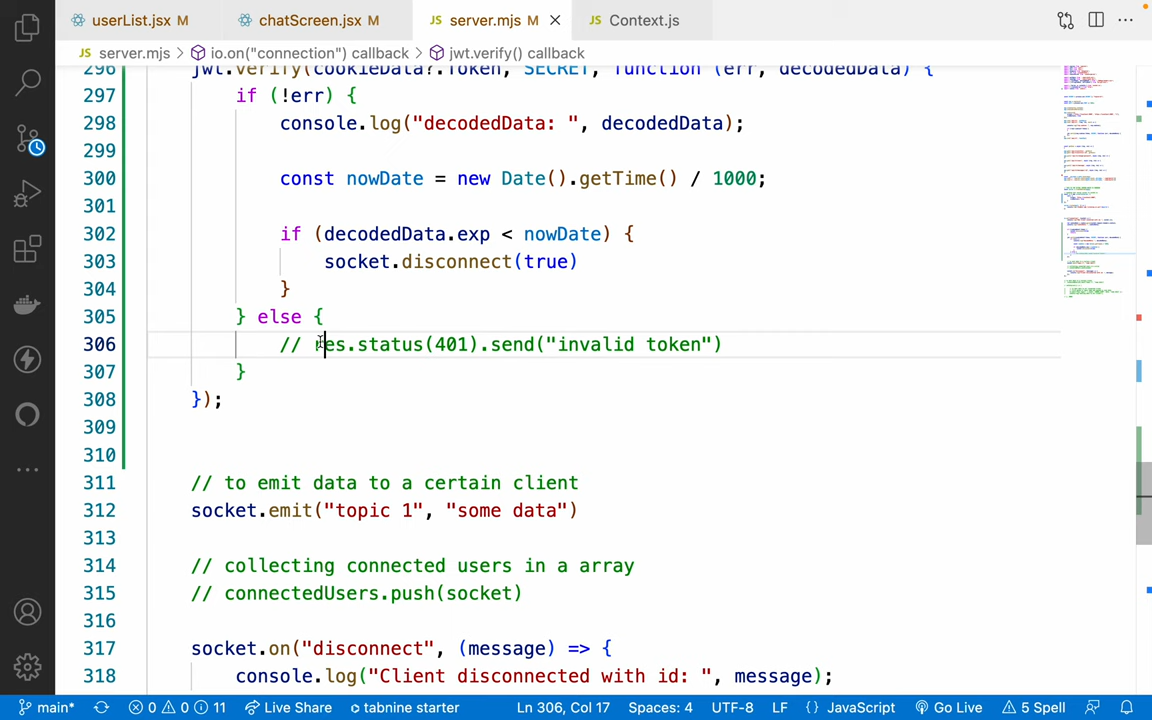 userList.jsx M
chatScreen.jsx M
JS server.mjs M
JS Context.js
JS server.mjs > io.on("connection") callback > jwt.verify() callback
296 jwt.verify(cookieData?.Token, SECRET, function (err, decodedData) {
297 if (!err) {
298 console.log("decodedData: ", decodedData);
299
300 const nowDate = new Date().getTime() / 1000;
301
302 if (decodedData.exp < nowDate) {
303 socket.disconnect(true)
304 }
305 } else {
306 // res.status(401).send("invalid token")
307 }
308 });
309
310
311 // to emit data to a certain client
312 socket.emit("topic 1", "some data")
313
314 // collecting connected users in a array
315 // connectedUsers.push(socket)
316
317 socket.on("disconnect", (message) => {
318 console.log("Client disconnected with id: ", message);
main* 0 0 11 Live Share tabnine starter Ln 306, Col 17 Spaces: 4 UTF-8 LF {} JavaScript Go Live 5 Spell